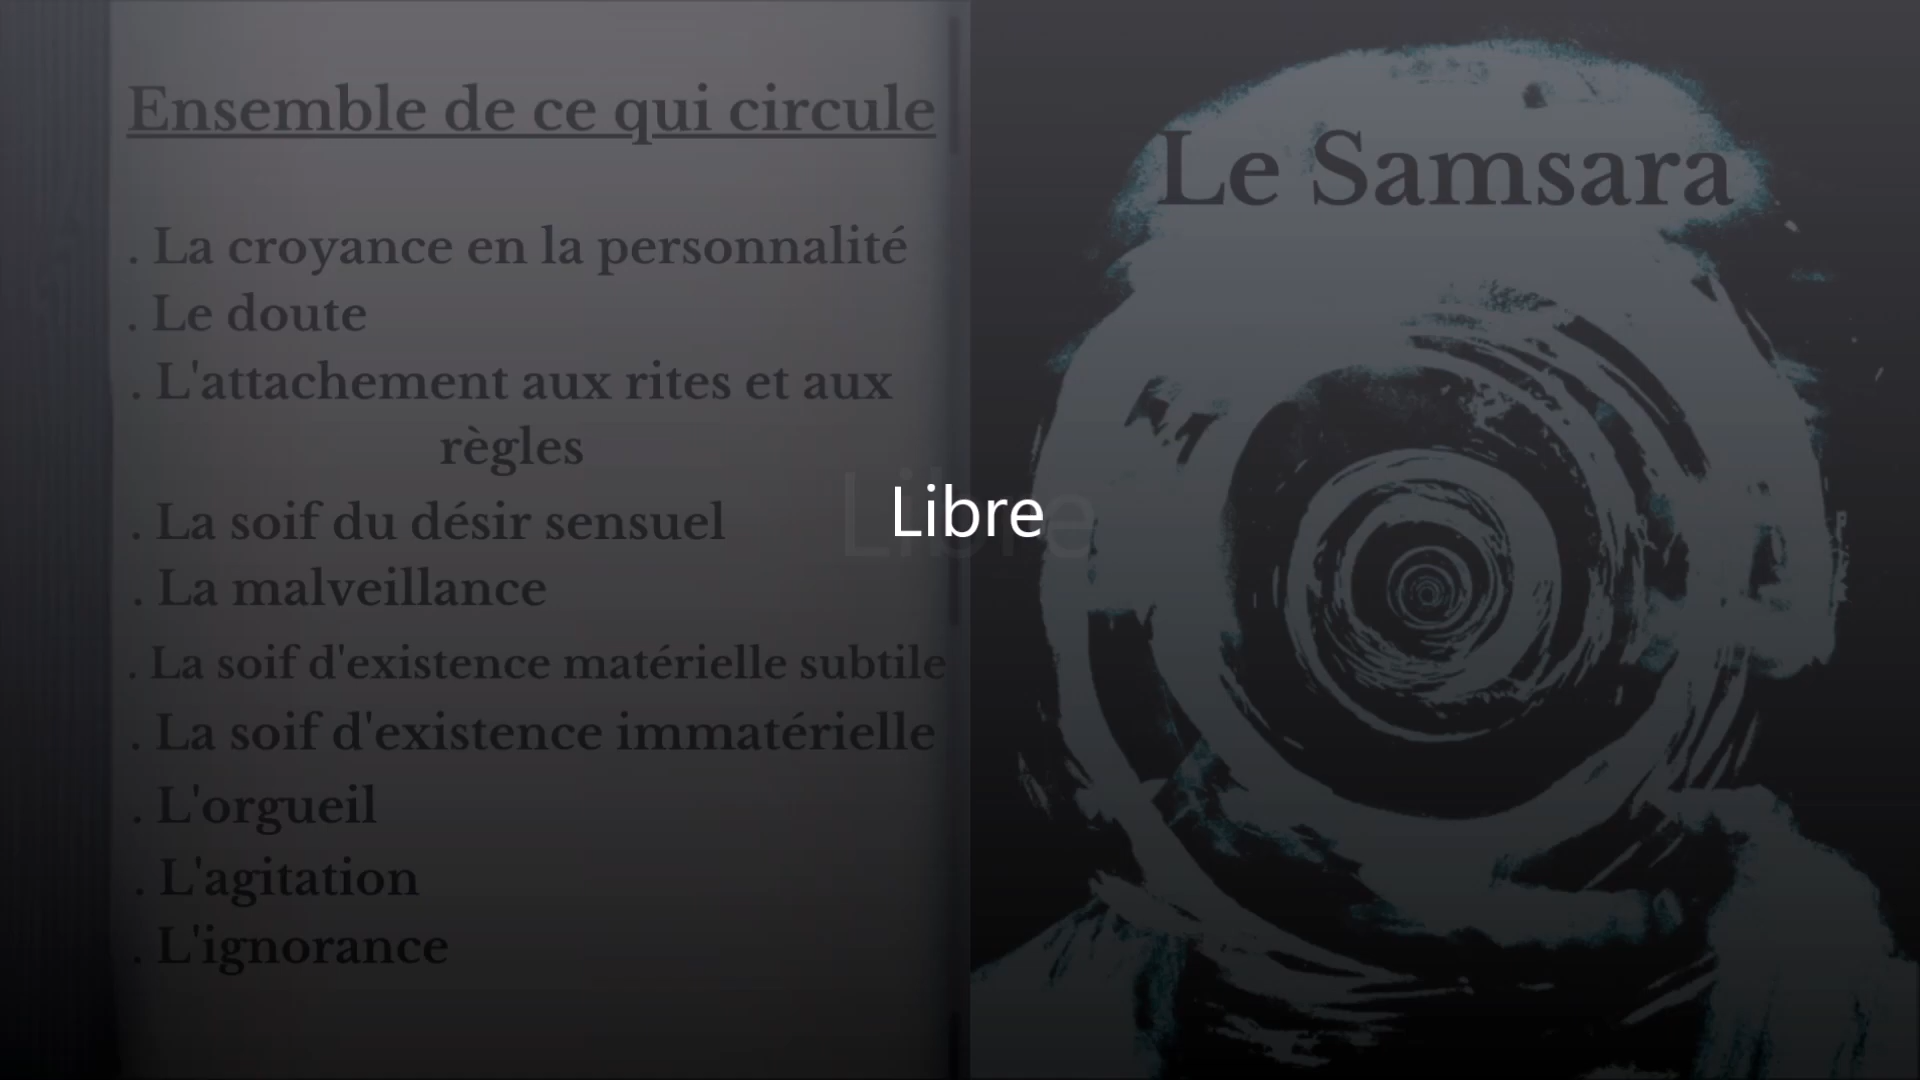 Ensemble de ce qui circule
. La croyance en la personnalité
. Le doute
. L'attachement aux rites et aux
règles
. La soif du désir sensuel
. La malveillance
. La soif d'existence matérielle subtile
. La soif d'existence immatérielle
. L'orgueil
. L'agitation
. L'ignorance
Le Samsara
Libre
Libre